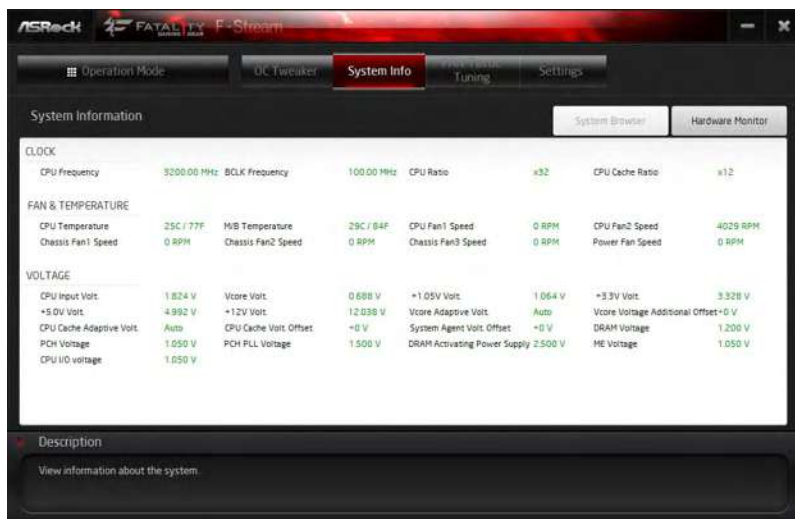 ASRock FATAL1TY GAMING GEAR F-Stream
Operation Mode OC Tweaker System Info Tuning Settings
System Information System Browser Hardware Monitor
CLOCK
CPU Frequency 3200.00 MHz BCLK Frequency 100.00 MHz CPU Ratio x32 CPU Cache Ratio x12
FAN & TEMPERATURE
CPU Temperature 25C / 77F M/B Temperature 29C / 84F CPU Fan1 Speed 0 RPM CPU Fan2 Speed 4029 RPM
Chassis Fan1 Speed 0 RPM Chassis Fan2 Speed 0 RPM Chassis Fan3 Speed 0 RPM Power Fan Speed 0 RPM
VOLTAGE
CPU Input Volt. 1.824 V Vcore Volt. 0.688 V +1.05V Volt. 1.064 V +3.3V Volt. 3.328 V
+5.0V Volt. 4.992 V +12V Volt. 12.038 V Vcore Adaptive Volt. Auto Vcore Voltage Additional Offset +0 V
CPU Cache Adaptive Volt. Auto CPU Cache Volt. Offset +0 V System Agent Volt. Offset +0 V DRAM Voltage 1.200 V
PCH Voltage 1.050 V PCH PLL Voltage 1.500 V DRAM Activating Power Supply 2.500 V ME Voltage 1.050 V
CPU I/O voltage 1.050 V
Description
View information about the system.